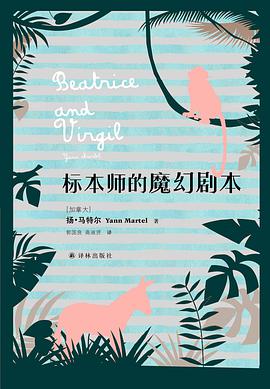 Beatrice
and
Virgil
Yann Martel
标本师的魔幻剧本
[加拿大]
扬·马特尔 Yann Martel 著
郭国良 高淑贤 译
译林出版社